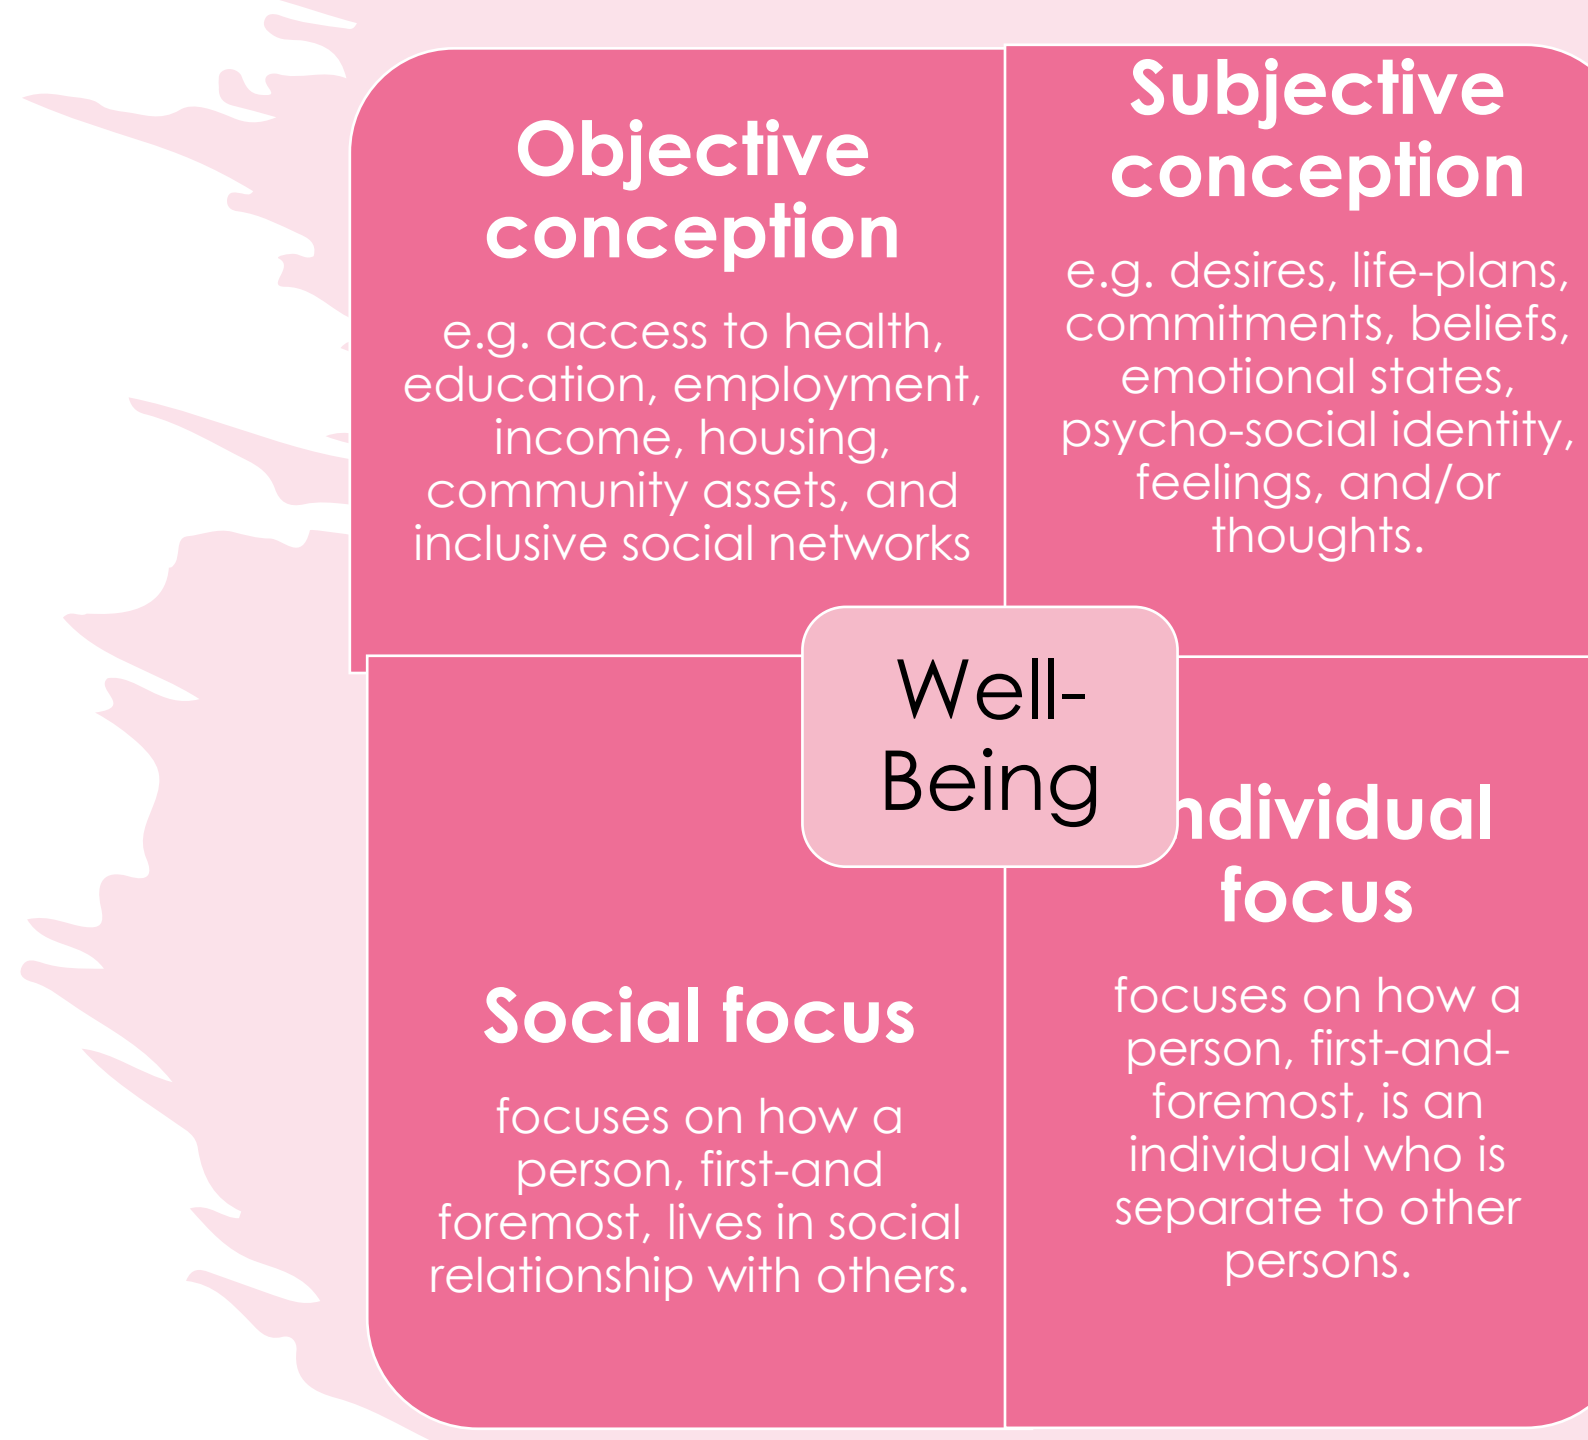 Objective
conception
e.g. access to health,
education, employment,
income, housing,
community assets, and
inclusive social networks
Subjective
conception
e.g. desires, life-plans,
commitments, beliefs,
emotional states,
psycho-social identity,
feelings, and/or
thoughts.
Well-
Being
Social focus
focuses on how a
person, first-and
foremost, lives in social
relationship with others.
ndividual
focus
focuses on how a
person, first-and-
foremost, is an
individual who is
separate to other
persons.